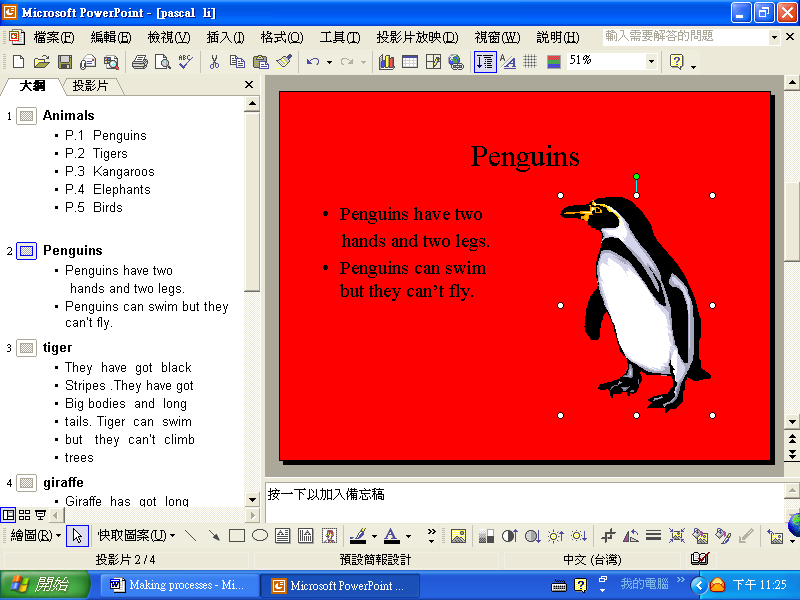 Microsoft PowerPoint - [pascal li]
檔案(F) 編輯(E) 檢視(V) 插入(I) 格式(O) 工具(T) 投影片放映(D) 視窗(W) 說明(H) 輸入需要解答的問題
51%
大綱 投影片
1 Animals
• P.1 Penguins
• P.2 Tigers
• P.3 Kangaroos
• P.4 Elephants
• P.5 Birds
2 Penguins
• Penguins have two
hands and two legs.
• Penguins can swim but they
can't fly.
3 tiger
• They have got black
• Stripes .They have got
• Big bodies and long
• tails. Tiger can swim
• but they can't climb
• trees
4 giraffe
• Giraffe has got long
Penguins
• Penguins have two
hands and two legs.
• Penguins can swim
but they can't fly.
按一下以加入備忘稿
繪圖(R) 快取圖案(U)
投影片 2 / 4 預設簡報設計 中文 (台灣)
開始 Making processes - Mi... Microsoft PowerPoint ... 我的電腦 下午 11:25